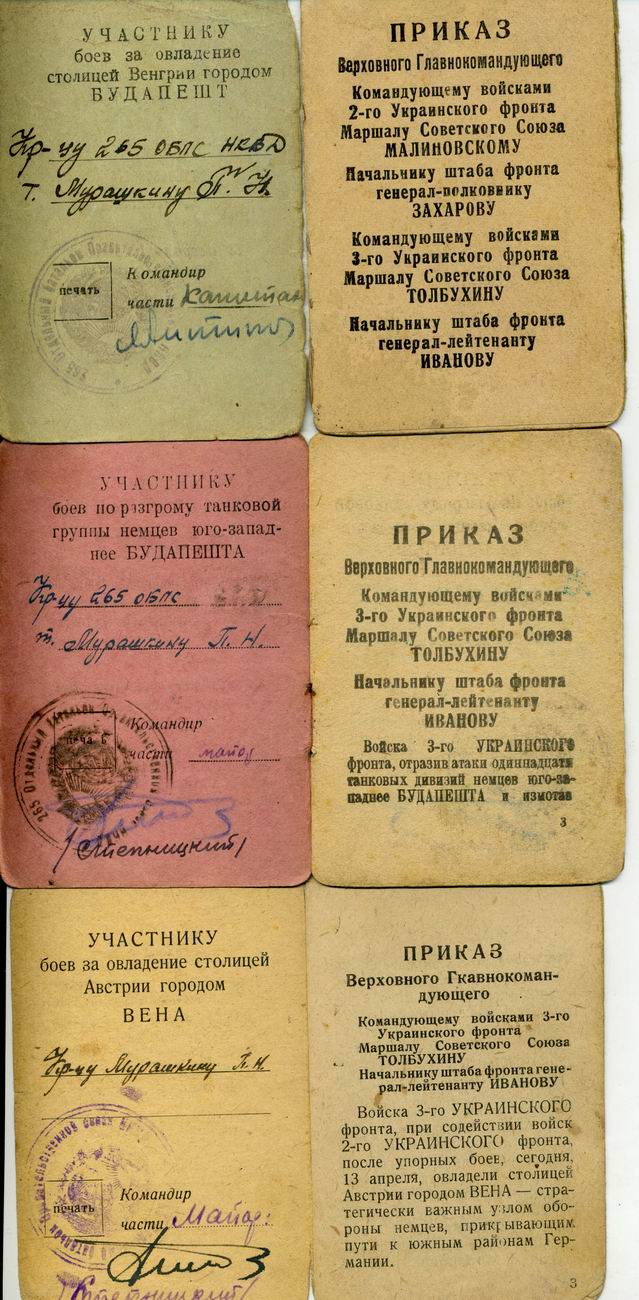 УЧАСТНИКУ
боев за овладение
столицей Венгрии городом
БУДАПЕШТ
Кр-цу 265 ОБПС НКВД
т. Мурашкину П. Н.
печать
Командир
части Капитан
ПРИКАЗ
Верховного Главнокомандующего
Командующему войсками
2-го Украинского фронта
Маршалу Советского Союза
МАЛИНОВСКОМУ
Начальнику штаба фронта
генерал-полковнику
ЗАХАРОВУ
Командующему войсками
3-го Украинского фронта
Маршалу Советского Союза
ТОЛБУХИНУ
Начальнику штаба фронта
генерал-лейтенанту
ИВАНОВУ
УЧАСТНИКУ
боев по разгрому танковой
группы немцев юго-запад-
нее БУДАПЕШТА
Кр-цу 265 ОБПС
т. Мурашкину П. Н.
265 Отдельный
Командир
части майор
/Степницкий/
ПРИКАЗ
Верховного Главнокомандующего
Командующему войсками
3-го Украинского фронта
Маршалу Советского Союза
ТОЛБУХИНУ
Начальнику штаба фронта
генерал-лейтенанту
ИВАНОВУ
Войска 3-го УКРАИНСКОГО
фронта, отразив атаки одиннадцати
танковых дивизий немцев юго-за-
паднее БУДАПЕШТА и измотав
3
УЧАСТНИКУ
боев за овладение столицей
Австрии городом
ВЕНА
Кр-цу Мурашкину П. Н.
печать
Командир
части Майор
Степницкий/
ПРИКАЗ
Верховного Гкавнокоман-
дующего
Командующему войсками 3-го
Украинского фронта
Маршалу Советского Союза
ТОЛБУХИНУ
Начальнику штаба фронта гене-
рал-лейтенанту ИВАНОВУ
Войска 3-го УКРАИНСКОГО
фронта, при содействии войск
2-го УКРАИНСКОГО фронта,
после упорных боев, сегодня,
13 апреля, овладели столицей
Австрии городом ВЕНА — стра-
тегически важным узлом обо-
роны немцев, прикрывающим
пути к южным районам Гер-
мании.
3